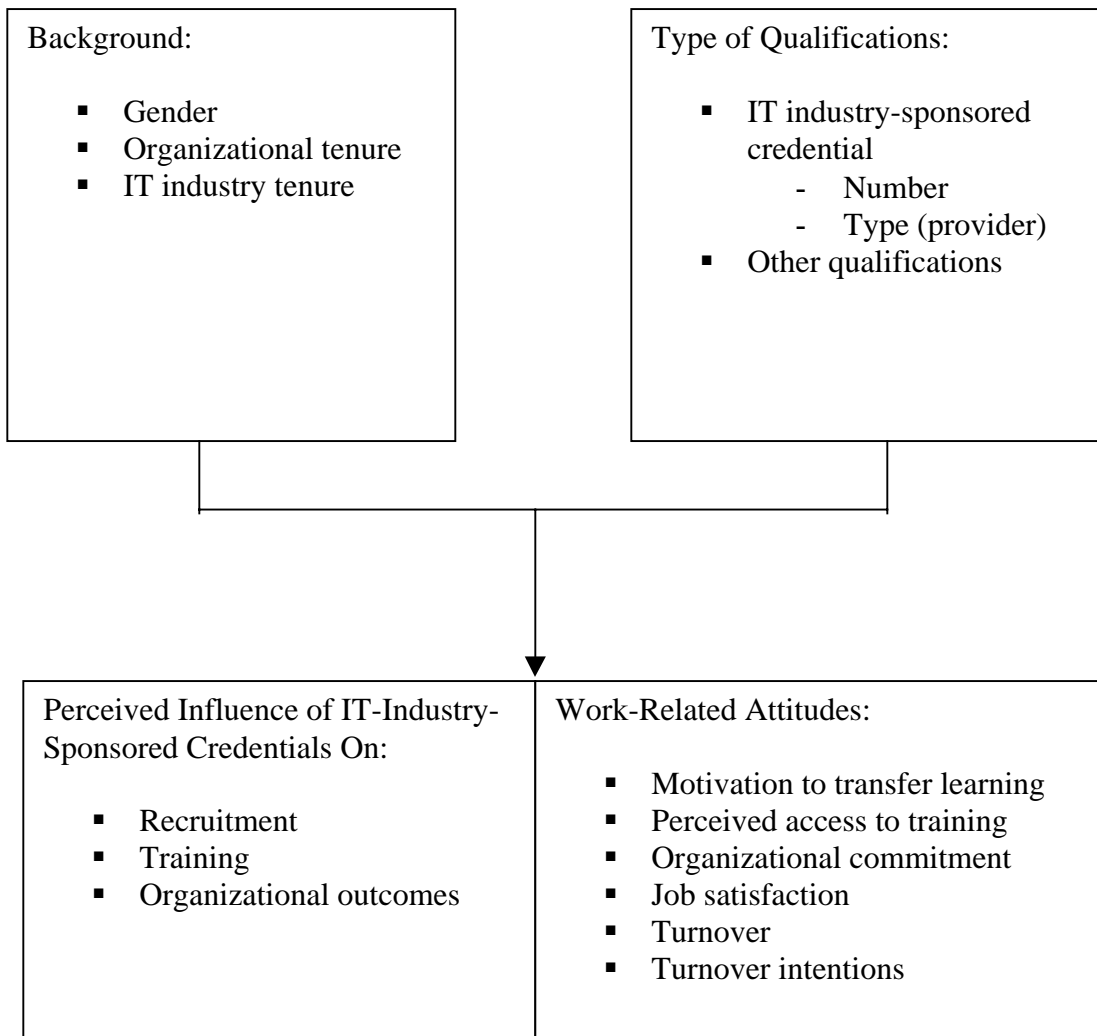 Background:
▪ Gender
▪ Organizational tenure
▪ IT industry tenure
Type of Qualifications:
▪ IT industry-sponsored
credential
- Number
- Type (provider)
▪ Other qualifications
Perceived Influence of IT-Industry-
Sponsored Credentials On:
▪ Recruitment
▪ Training
▪ Organizational outcomes
Work-Related Attitudes:
▪ Motivation to transfer learning
▪ Perceived access to training
▪ Organizational commitment
▪ Job satisfaction
▪ Turnover
▪ Turnover intentions